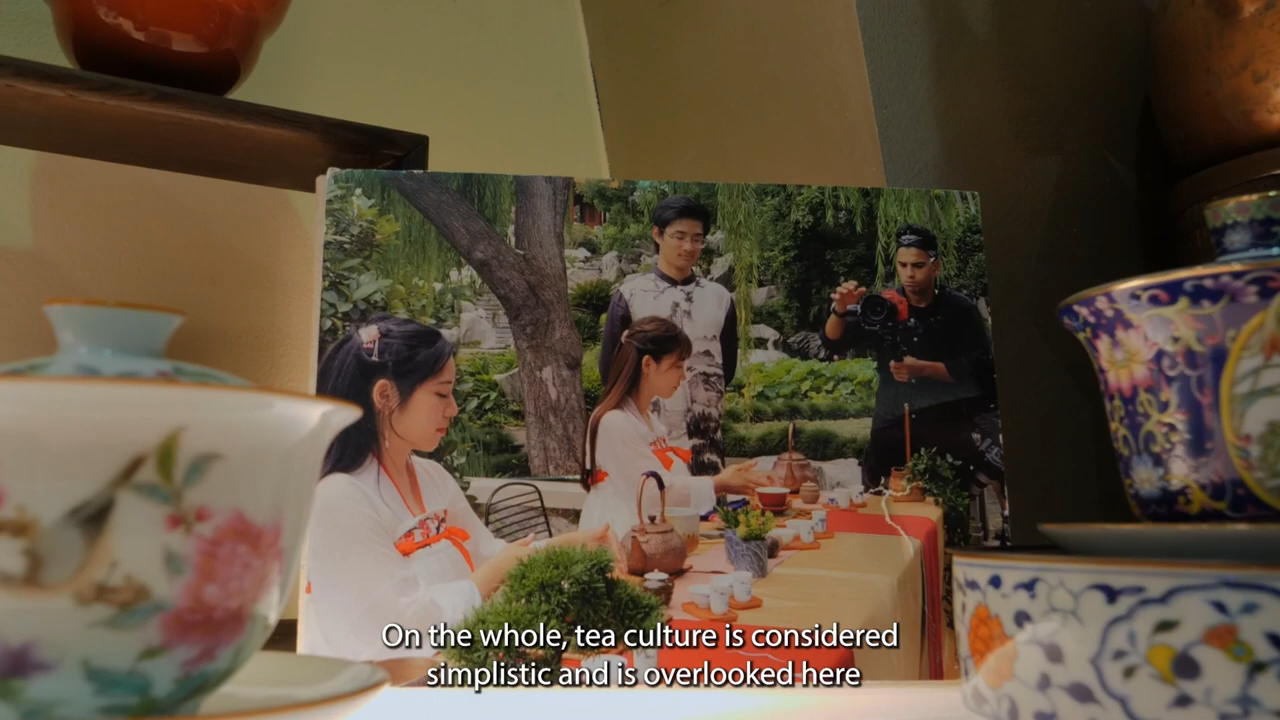 On the whole, tea culture is considered
simplistic and is overlooked here